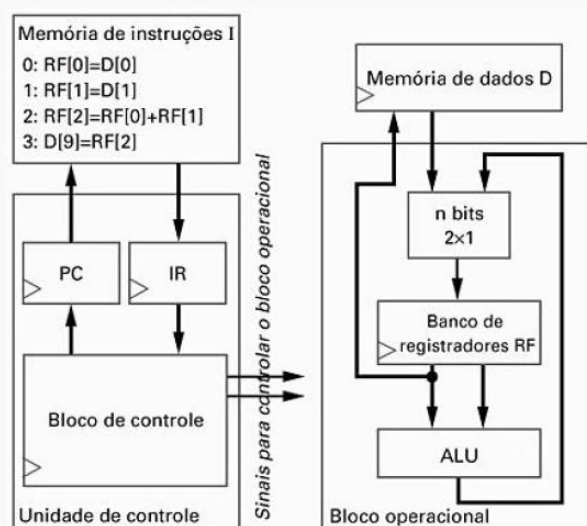 Memória de instruções I
0: RF[0]=D[0]
1: RF[1]=D[1]
2: RF[2]=RF[0]+RF[1]
3: D[9]=RF[2]
PC
IR
Bloco de controle
Unidade de controle
Sinais para controlar o bloco operacional
Memória de dados D
n bits
2×1
Banco de
registradores RF
ALU
Bloco operacional